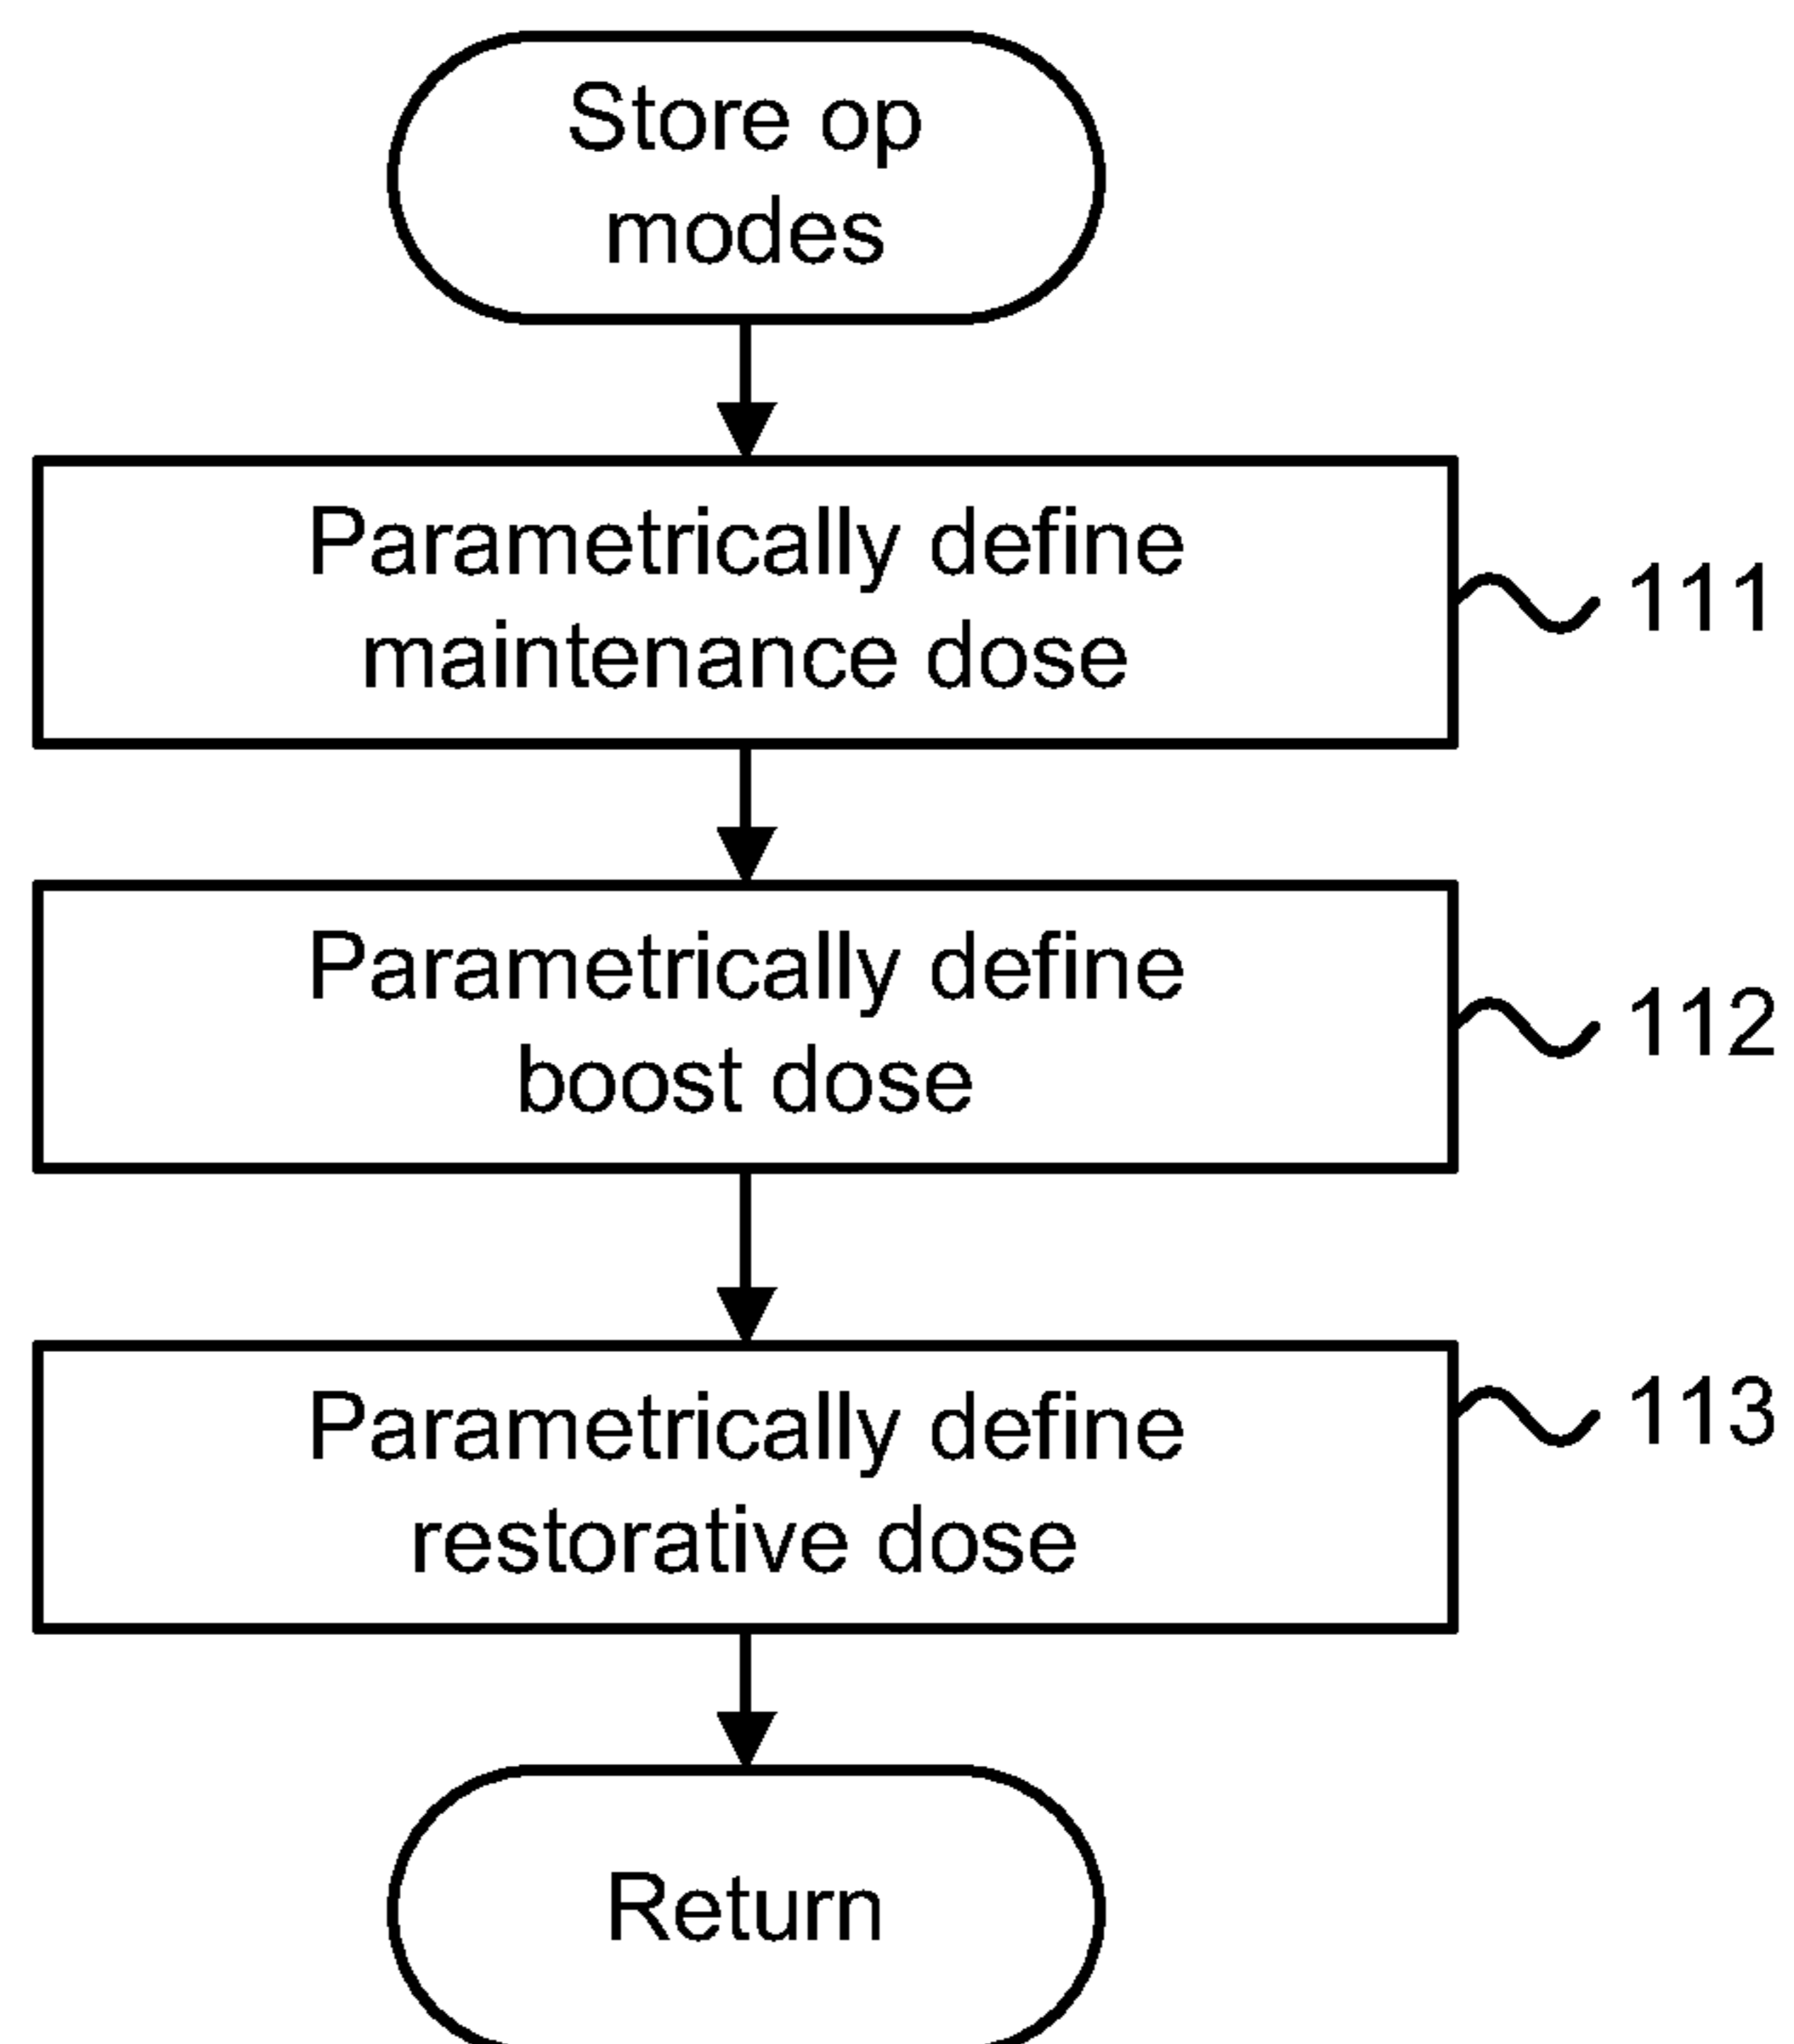 Store op
modes
Parametrically define
maintenance dose
111
Parametrically define
boost dose
112
Parametrically define
restorative dose
113
Return